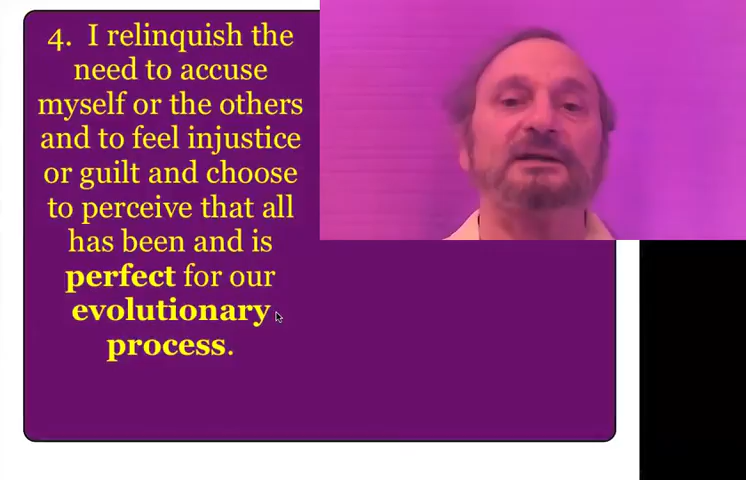 4. I relinquish the
need to accuse
myself or the others
and to feel injustice
or guilt and choose
to perceive that all
has been and is
perfect for our
evolutionary
process.